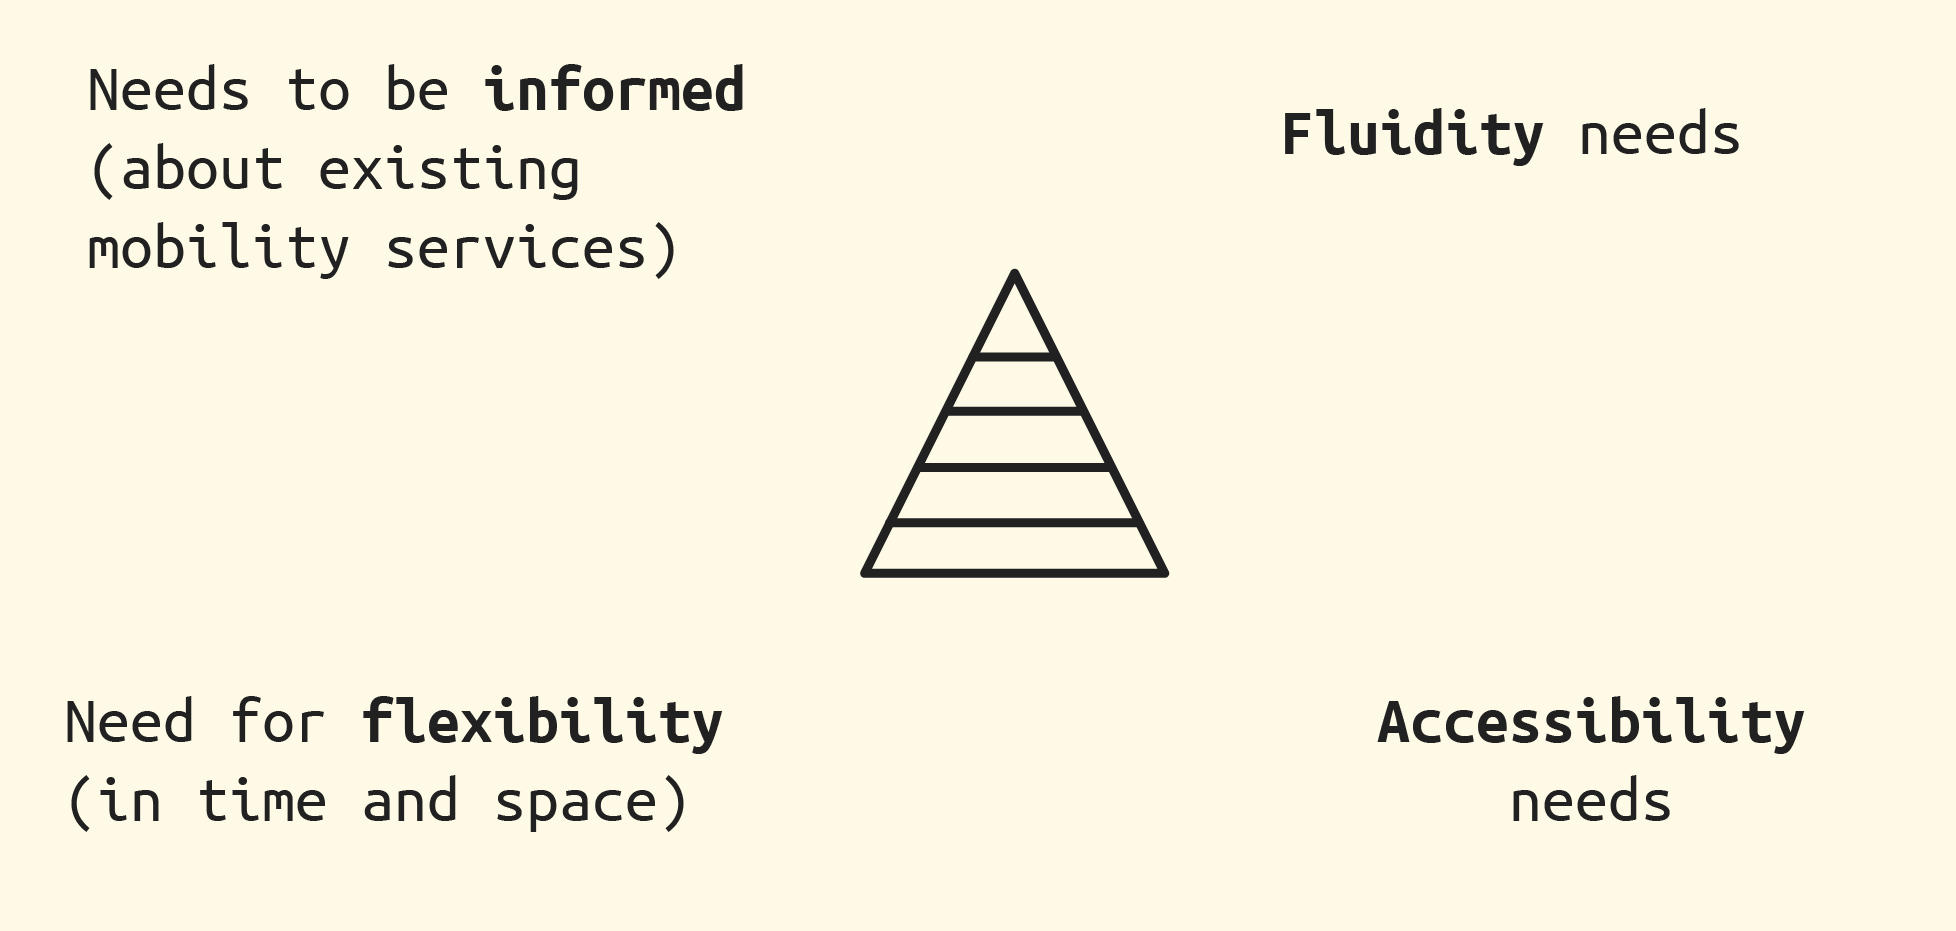 Needs to be informed
(about existing
mobility services)
Fluidity needs
Need for flexibility
(in time and space)
Accessibility
needs